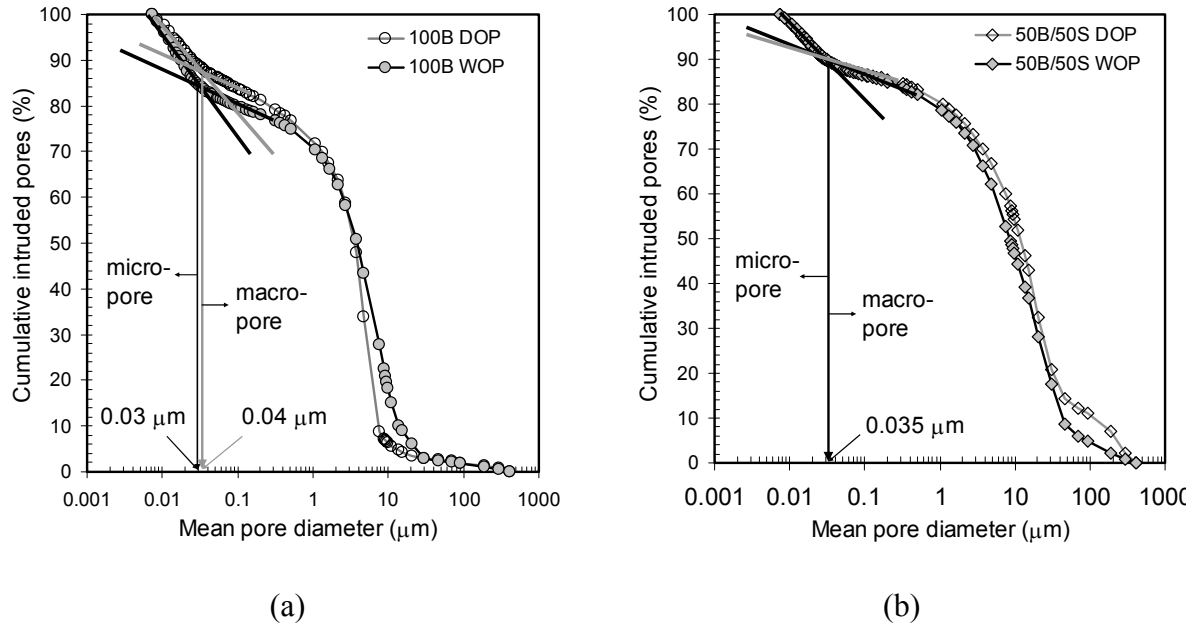 100
90
80
70
60
50
40
30
20
10
0
Cumulative intruded pores (%)
100B DOP
100B WOP
micro-
pore
macro-
pore
0.03 μm
0.04 μm
0.001
0.01
0.1
1
10
100
1000
Mean pore diameter (μm)
(a)
100
90
80
70
60
50
40
30
20
10
0
Cumulative intruded pores (%)
50B/50S DOP
50B/50S WOP
micro-
pore
macro-
pore
0.035 μm
0.001
0.01
0.1
1
10
100
1000
Mean pore diameter (μm)
(b)